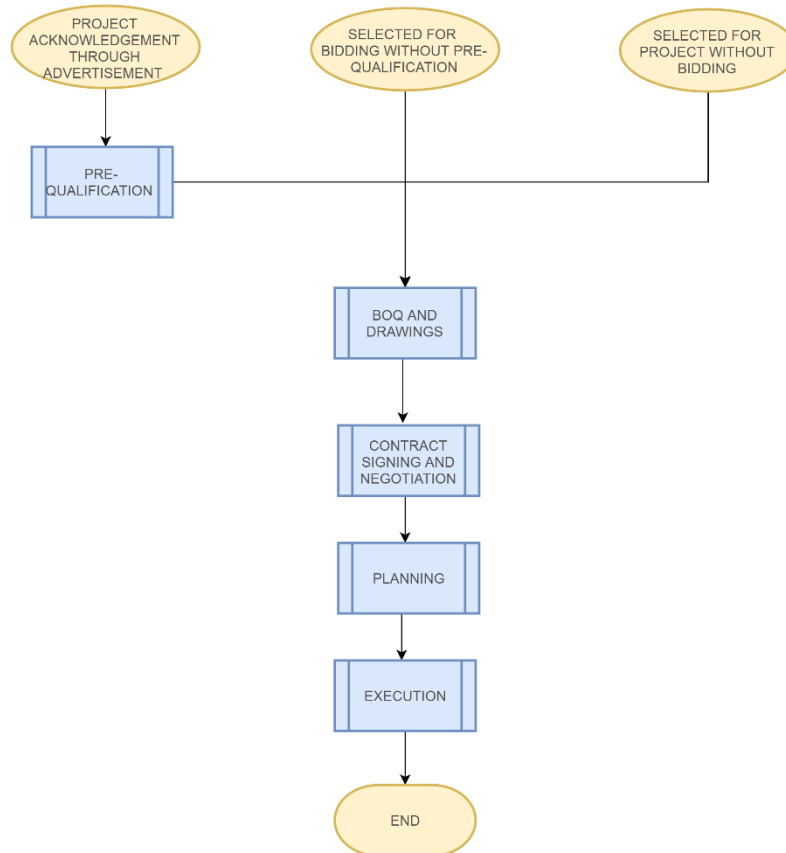 PROJECT
ACKNOWLEDGEMENT
THROUGH
ADVERTISEMENT
SELECTED FOR
BIDDING WITHOUT PRE-
QUALIFICATION
SELECTED FOR
PROJECT WITHOUT
BIDDING
PRE-
QUALIFICATION
BOQ AND
DRAWINGS
CONTRACT
SIGNING AND
NEGOTIATION
PLANNING
EXECUTION
END